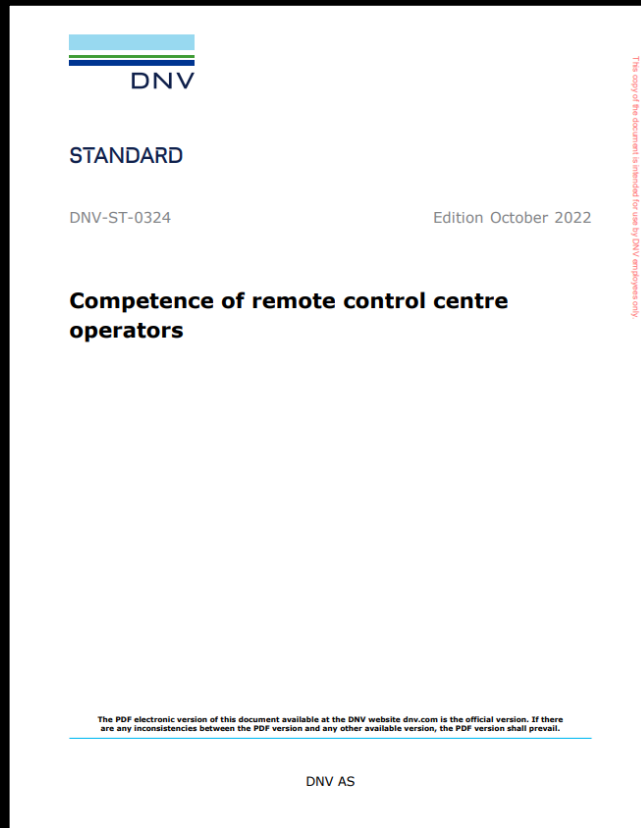 DNV
STANDARD
DNV-ST-0324
Edition October 2022
Competence of remote control centre
operators
The PDF electronic version of this document available at the DNV website dnv.com is the official version. If there
are any inconsistencies between the PDF version and any other available version, the PDF version shall prevail.
DNV AS
This copy of the document is intended for use by DNV employees only.